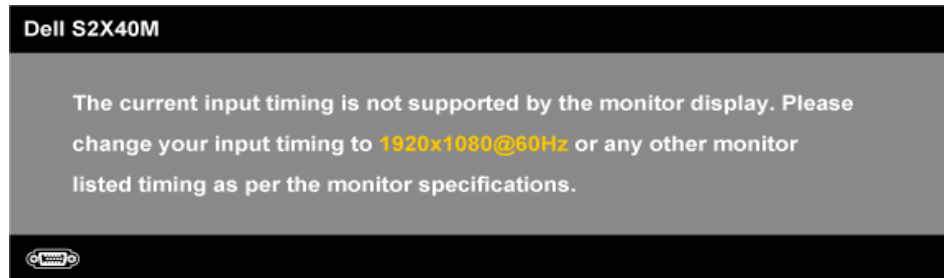 Dell S2X40M
The current input timing is not supported by the monitor display. Please
change your input timing to 1920x1080@60Hz or any other monitor
listed timing as per the monitor specifications.